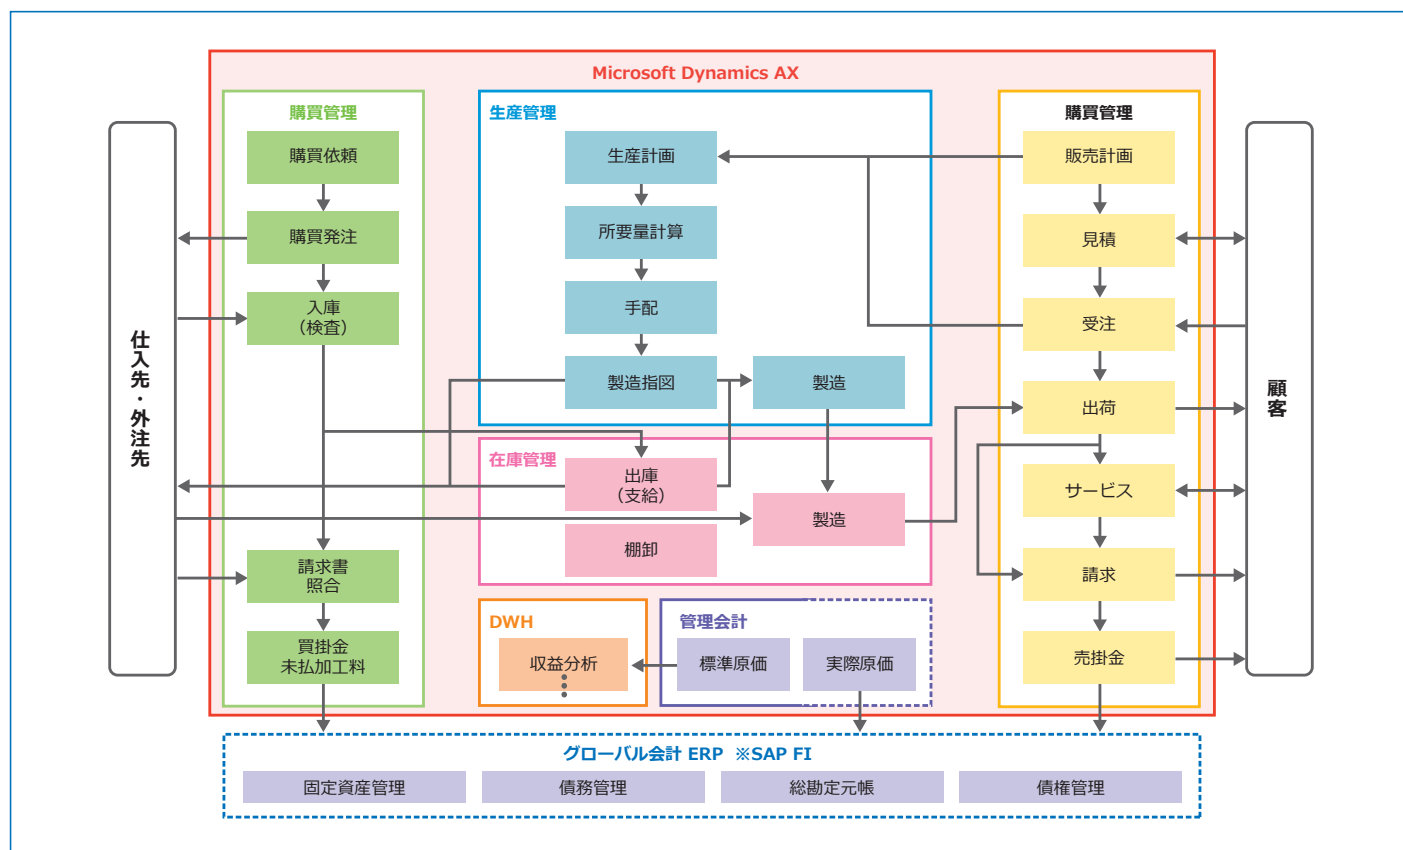 Microsoft Dynamics AX
仕入先・外注先
購買管理
購買依頼
購買発注
入庫
（検査）
請求書
照合
買掛金
未払加工料
生産管理
生産計画
所要量計算
手配
製造指図
製造
在庫管理
出庫
（支給）
製造
棚卸
DWH
収益分析
管理会計
標準原価
実際原価
購買管理
販売計画
見積
受注
出荷
サービス
請求
売掛金
顧客
グローバル会計 ERP ※SAP FI
固定資産管理
債務管理
総勘定元帳
債権管理